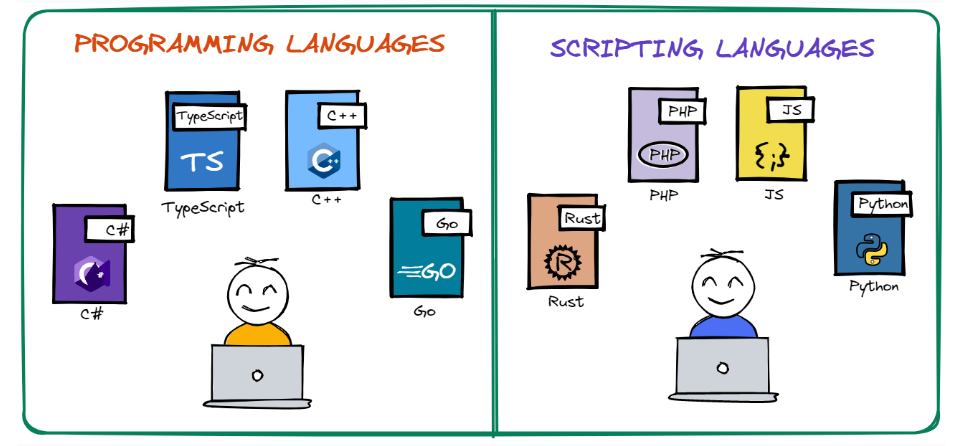 PROGRAMMING LANGUAGES
TypeScript
TS
TypeScript
C++
C++
C++
C#
C#
C#
Go
GO
Go
SCRIPTING LANGUAGES
PHP
PHP
PHP
JS
{;}
JS
Rust
R
Rust
Python
Python